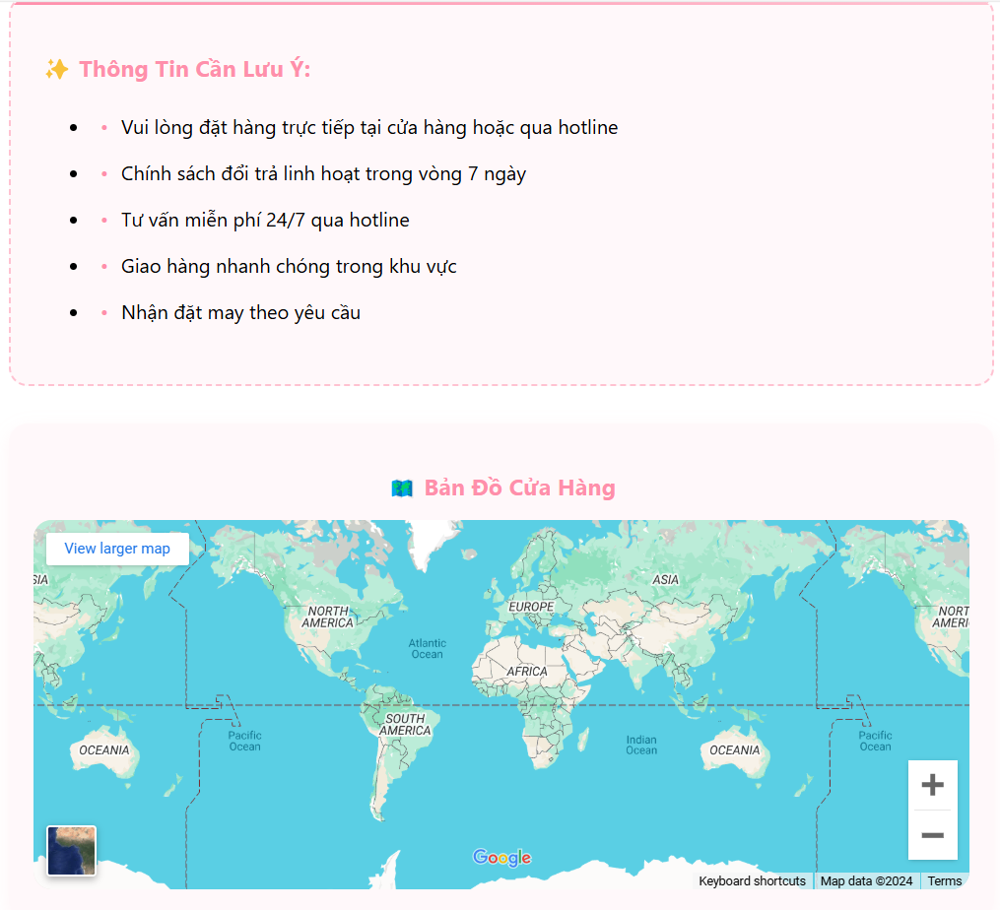 ✨ Thông Tin Cần Lưu Ý:
• • Vui lòng đặt hàng trực tiếp tại cửa hàng hoặc qua hotline
• • Chính sách đổi trả linh hoạt trong vòng 7 ngày
• • Tư vấn miễn phí 24/7 qua hotline
• • Giao hàng nhanh chóng trong khu vực
• • Nhận đặt may theo yêu cầu
🗺️ Bản Đồ Cửa Hàng
View larger map
SIA
ASIA
NORTH
AMERICA
EUROPE
NORT
AMERI
Atlantic
Ocean
AFRICA
SOUTH
AMERICA
Pacific
Ocean
Indian
Ocean
Pacific
Ocean
OCEANIA
OCEANIA
Google
Keyboard shortcuts
Map data ©2024
Terms